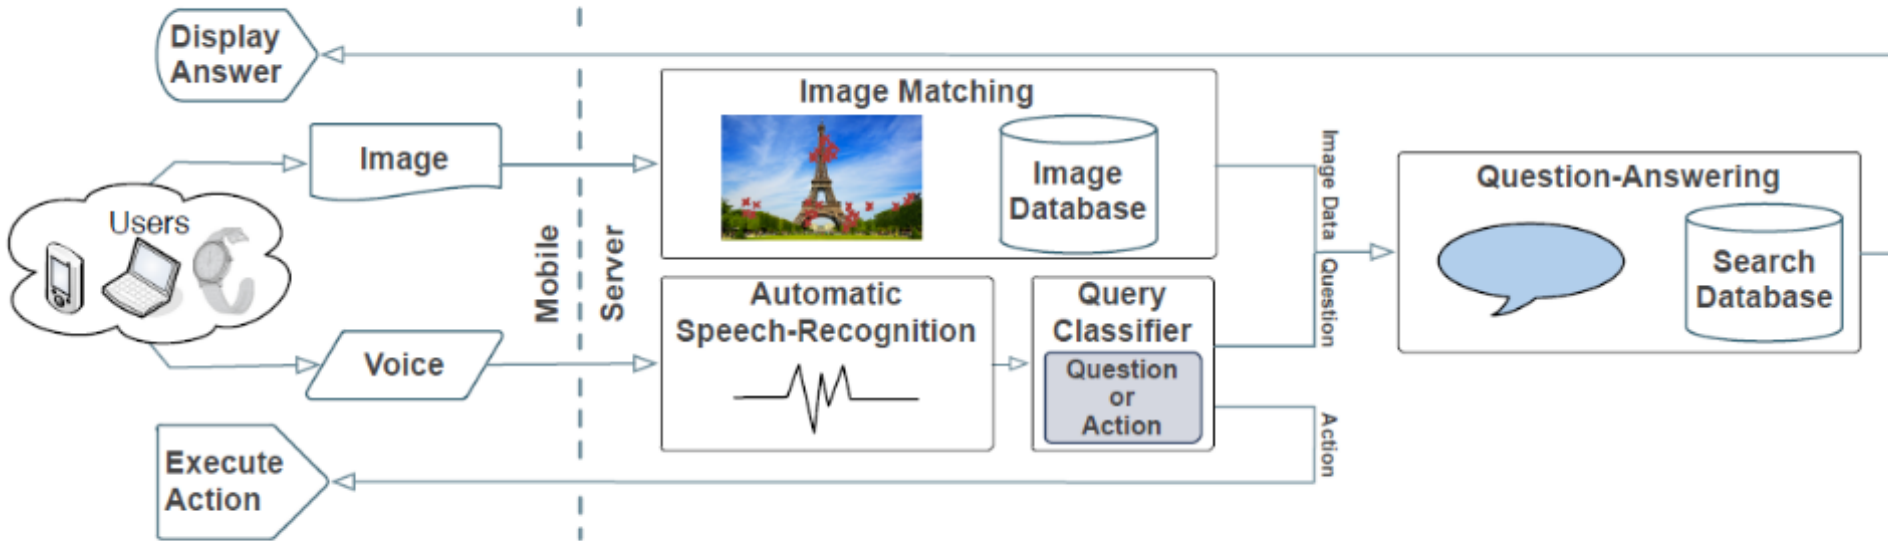 Display
Answer
Image Matching
Image
Image
Database
Users
Mobile
Server
Image Data
Question
Question-Answering
Search
Database
Voice
Automatic
Speech-Recognition
Query
Classifier
Question
or
Action
Action
Execute
Action